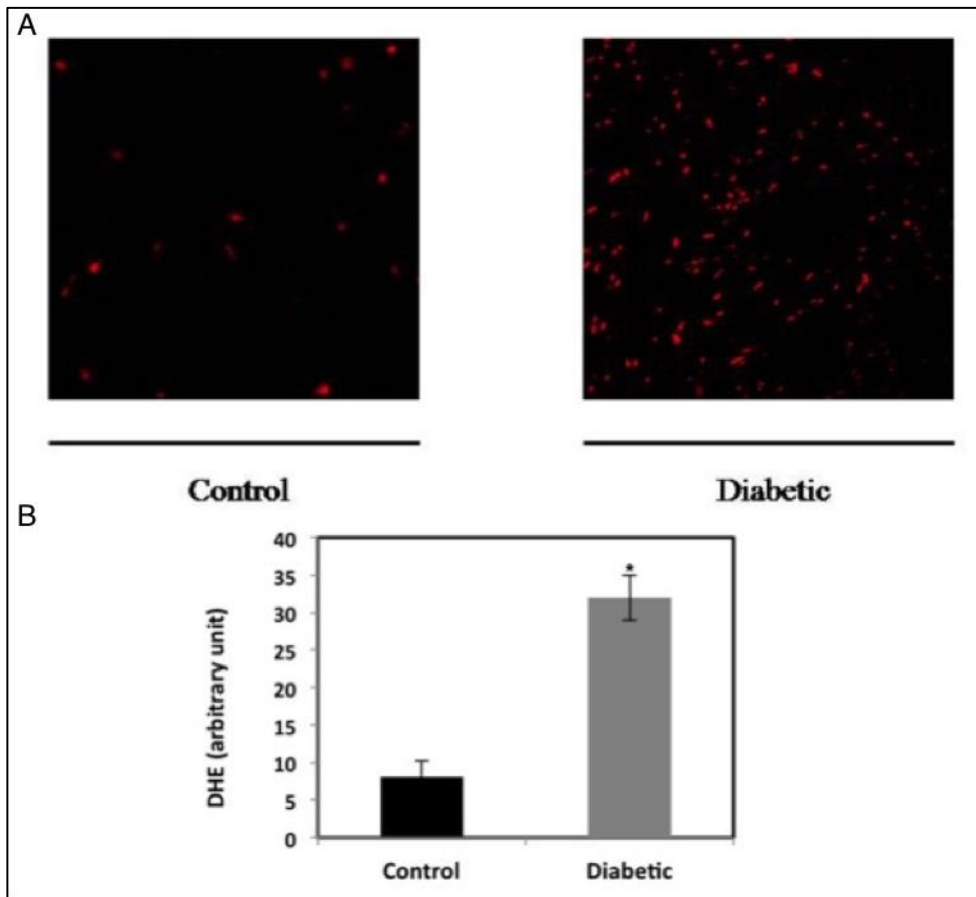 A
Control
Diabetic
B
40
35
30
25
20
15
10
5
0
DHE (arbitrary unit)
*
Control
Diabetic